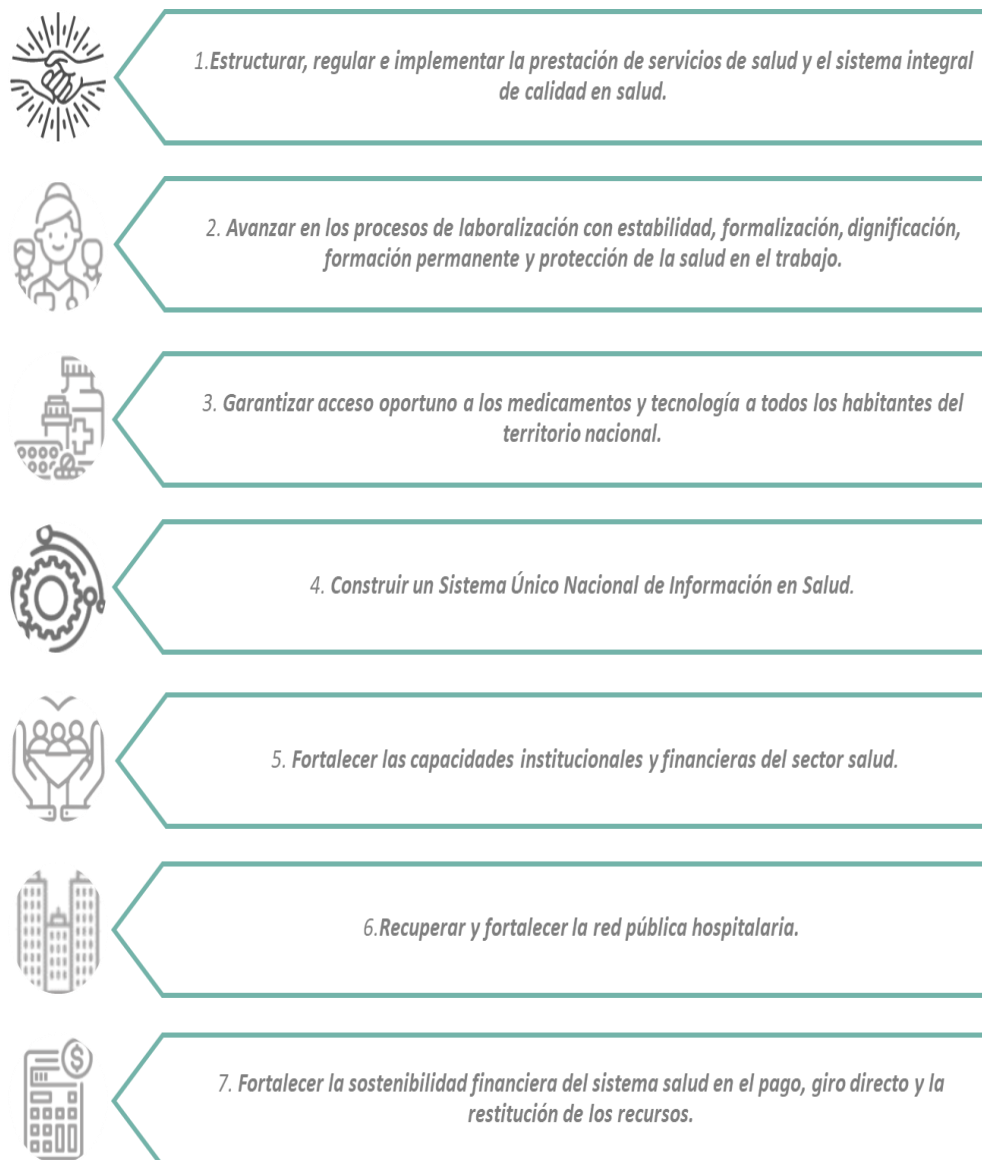 1.Estructurar, regular e implementar la prestación de servicios de salud y el sistema integral
de calidad en salud.
2. Avanzar en los procesos de laboralización con estabilidad, formalización, dignificación,
formación permanente y protección de la salud en el trabajo.
3. Garantizar acceso oportuno a los medicamentos y tecnología a todos los habitantes del
territorio nacional.
4. Construir un Sistema Único Nacional de Información en Salud.
5. Fortalecer las capacidades institucionales y financieras del sector salud.
6.Recuperar y fortalecer la red pública hospitalaria.
$
7. Fortalecer la sostenibilidad financiera del sistema salud en el pago, giro directo y la
restitución de los recursos.